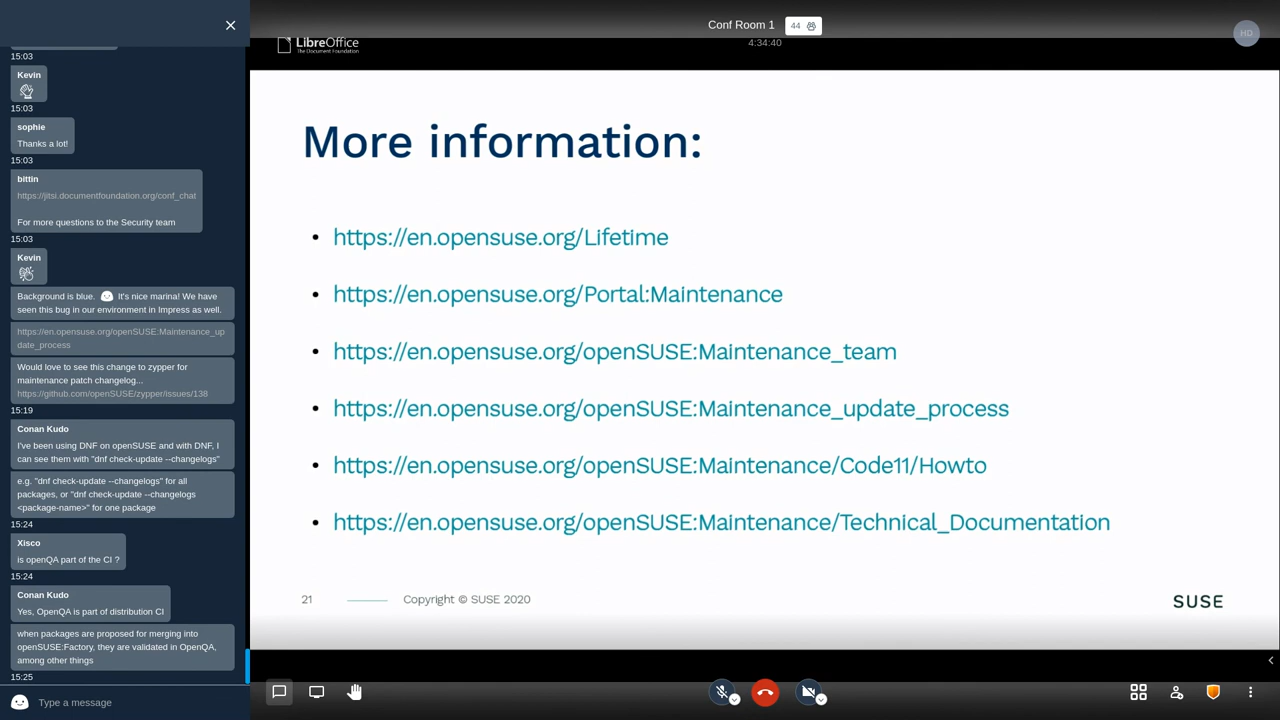 15:03
Kevin
15:03
sophie
Thanks a lot!
15:03
bittin
https://jitsi.documentfoundation.org/conf_chat
For more questions to the Security team
15:03
Kevin
Background is blue. It's nice marina! We have
seen this bug in our environment in Impress as well.
https://en.opensuse.org/openSUSE:Maintenance_up
date_process
Would love to see this change to zypper for
maintenance patch changelog...
https://github.com/openSUSE/zypper/issues/138
15:19
Conan Kudo
I've been using DNF on openSUSE and with DNF, I
can see them with "dnf check-update --changelogs"
e.g. "dnf check-update --changelogs" for all
packages, or "dnf check-update --changelogs
<package-name>" for one package
15:24
Xisco
is openQA part of the CI ?
15:24
Conan Kudo
Yes, OpenQA is part of distribution CI
when packages are proposed for merging into
openSUSE:Factory, they are validated in OpenQA,
among other things
15:25
Type a message
Conf Room 1
44
4:34:40
HD
LibreOffice
The Document Foundation
More information:
• https://en.opensuse.org/Lifetime
• https://en.opensuse.org/Portal:Maintenance
• https://en.opensuse.org/openSUSE:Maintenance_team
• https://en.opensuse.org/openSUSE:Maintenance_update_process
• https://en.opensuse.org/openSUSE:Maintenance/Code11/Howto
• https://en.opensuse.org/openSUSE:Maintenance/Technical_Documentation
21
Copyright © SUSE 2020
SUSE